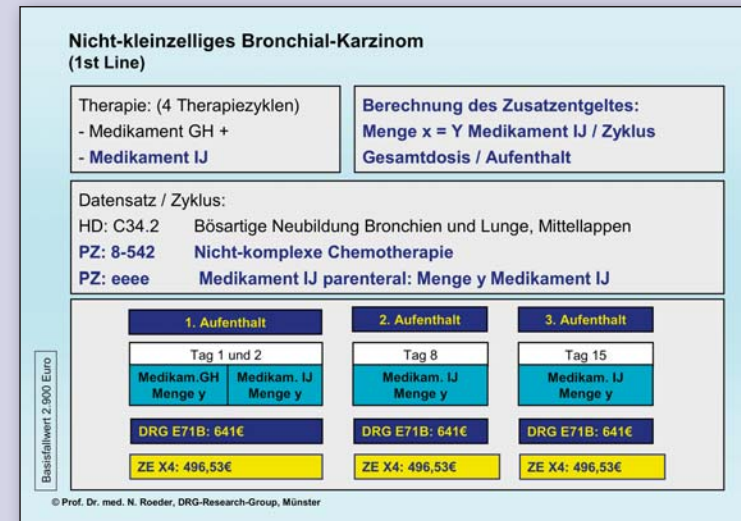 Nicht-kleinzelliges Bronchial-Karzinom
(1st Line)
Therapie: (4 Therapiezyklen)
- Medikament GH +
- Medikament IJ
Berechnung des Zusatzentgeltes:
Menge x = Y Medikament IJ / Zyklus
Gesamtdosis / Aufenthalt
Datensatz / Zyklus:
HD: C34.2 Bösartige Neubildung Bronchien und Lunge, Mittellappen
PZ: 8-542 Nicht-komplexe Chemotherapie
PZ: eeee Medikament IJ parenteral: Menge y Medikament IJ
Basisfallwert 2.900 Euro
1. Aufenthalt
Tag 1 und 2
Medikam.GH Medikam. IJ
Menge y Menge y
DRG E71B: 641€
ZE X4: 496,53€
2. Aufenthalt
Tag 8
Medikam. IJ
Menge y
DRG E71B: 641€
ZE X4: 496,53€
3. Aufenthalt
Tag 15
Medikam. IJ
Menge y
DRG E71B: 641€
ZE X4: 496,53€
© Prof. Dr. med. N. Roeder, DRG-Research-Group, Münster